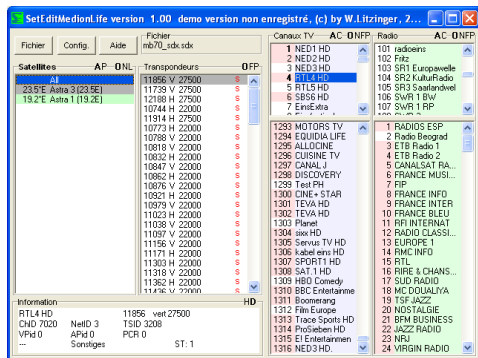 SetEditMedionLife version 1.00 demo version non enregistré, (c) by W.Litzinger, 2...
Fichier Config. Aide
Fichier
mb70_sdx.sdx
Satellites AP-ONL
All
23.5°E Astra 3 (23.5E)
19.2°E Astra 1 (19.2E)
Transpondeurs OFP
11856 V 27500 S
11739 V 27500 S
12188 H 27500 S
10744 H 22000 S
11914 H 27500 S
10773 H 22000 S
10788 V 22000 S
10818 V 22000 S
10832 H 22000 S
10847 V 22000 S
10862 H 22000 S
10876 V 22000 S
10921 H 22000 S
10979 V 22000 S
11023 H 22000 S
11038 V 22000 S
11097 V 22000 S
11156 V 22000 S
11171 H 22000 S
11303 H 22000 S
11318 V 22000 S
11362 H 22000 S
11436 V 22000 S
Canaux TV AC-ONFP
1 NED1 HD
2 NED2 HD
3 NED3 HD
4 RTL4 HD
5 RTL5 HD
6 SBS6 HD
7 EinsExtra
Radio AC-ONFP
101 radioeins
102 Fritz
103 SR1 Europawelle
104 SR2 KulturRadio
105 SR3 Saarlandwel
106 SWR1 BW
107 SWR1 RP
1293 MOTORS TV
1294 EQUIDIA LIFE
1295 ALLOCINE
1296 CUISINE TV
1297 CANAL J
1298 DISCOVERY
1299 Test PH
1300 CINE+ STAR
1301 TEVA HD
1302 TEVA HD
1303 Planet
1304 sixx HD
1305 Servus TV HD
1306 kabel eins HD
1307 SPORT1 HD
1308 SAT.1 HD
1309 HBO Comedy
1310 BBC Entertainme
1311 Boomerang
1312 Film Europe
1313 Trace Sports HD
1314 ProSieben HD
1315 E! Entertainmen
1316 NED3 HD.
1 RADIOS ESP
2 Radio Beograd
3 ETB Radio 1
4 ETB Radio 2
5 CANALSAT RA...
6 FRANCE MUSI...
7 FIP
8 FRANCE INFO
9 FRANCE INTER
10 FRANCE BLEU
11 RFI INTERNAT
12 RADIO CLASSI...
13 EUROPE 1
14 RMC INFO
15 RTL
16 RIRE & CHANS...
17 SUD RADIO
18 MC DOUALIYA
19 TSF JAZZ
20 NOSTALGIE
21 BFM BUSINESS
22 JAZZ RADIO
23 NRJ
24 VIRGIN RADIO
Information HD
RTL4 HD 11856 vert 27500
CND 7020 NetID 3 TSID 3208
VPid 0 APid 0 PCR 0
--- Sonstiges ST: 1